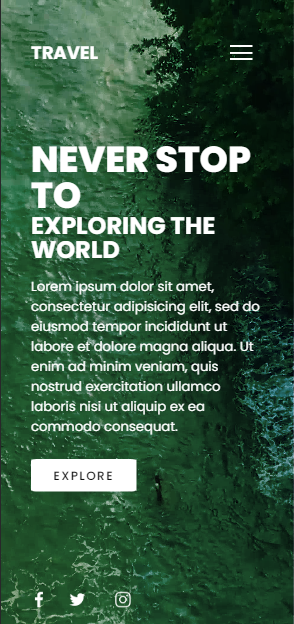 TRAVEL
NEVER STOP
TO
EXPLORING THE
WORLD
Lorem ipsum dolor sit amet,
consectetur adipisicing elit, sed do
eiusmod tempor incididunt ut
labore et dolore magna aliqua. Ut
enim ad minim veniam, quis
nostrud exercitation ullamco
laboris nisi ut aliquip ex ea
commodo consequat.
EXPLORE